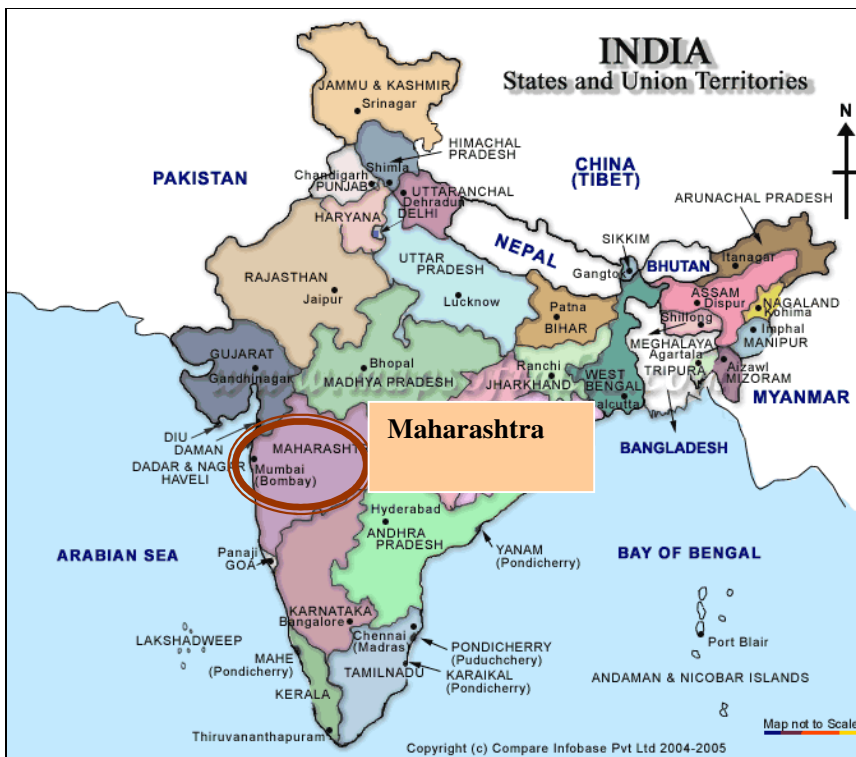 INDIA
States and Union Territories
N
JAMMU & KASHMIR
Srinagar
HIMACHAL
PRADESH
Shimla
Chandigarh
PUNJAB
PAKISTAN
CHINA
(TIBET)
UTTARANCHAL
Dehradun
DELHI
HARYANA
ARUNACHAL PRADESH
Itanagar
NEPAL
SIKKIM
Gangtok
BHUTAN
RAJASTHAN
Jaipur
UTTAR
PRADESH
Lucknow
ASSAM
Dispur
NAGALAND
Kohima
Shillong
MEGHALAYA
Imphal
MANIPUR
Patna
BIHAR
Agartala
TRIPURA
Aizawl
MIZORAM
GUJARAT
Gandhinagar
Bhopal
MADHYA PRADESH
Ranchi
JHARKHAND
WEST
BENGAL
alcutta
MYANMAR
BANGLADESH
DIU
DAMAN
DADAR & NAGAR
HAVELI
MAHARASHT
Mumbai
(Bombay)
Maharashtra
Hyderabad
ANDHRA
PRADESH
YANAM
(Pondicherry)
ARABIAN SEA
BAY OF BENGAL
Panaji
GOÁ
KARNATAKA
Bangalore
Chennai
(Madras)
PONDICHERRY
(Puduchchery)
LAKSHADWEEP
MAHE
(Pondicherry)
TAMILNADU
KARAIKAL
(Pondicherry)
KERALA
Thiruvananthapuram
Port Blair
ANDAMAN & NICOBAR ISLANDS
Map not to Scale
Copyright (c) Compare Infobase Pvt Ltd 2004-2005